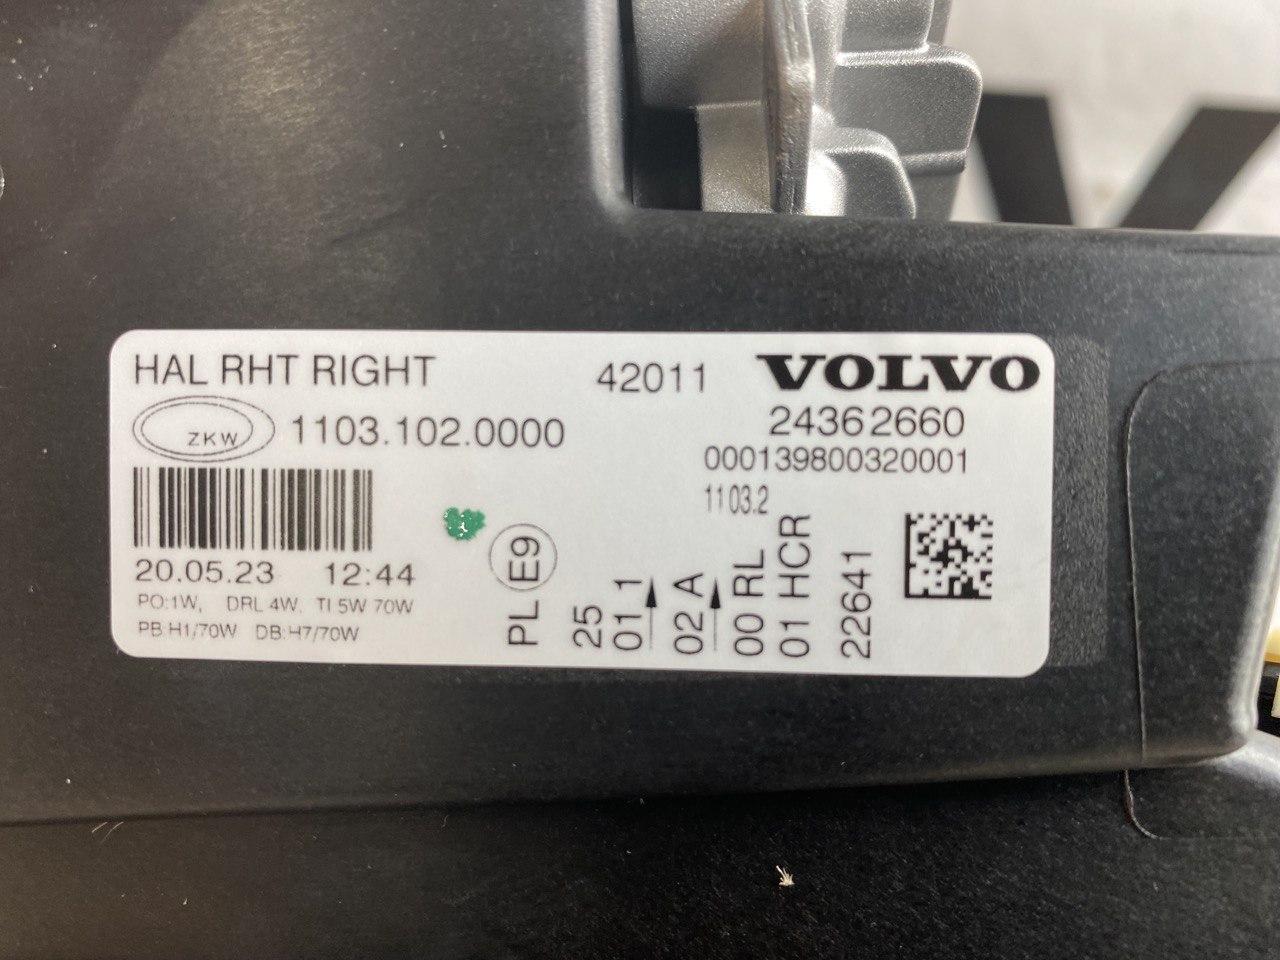 HAL RHT RIGHT
42011
VOLVO
ZKW
1103.102.0000
24362660
000139800320001
1103.2
20.05.23 12:44
PO:1W, DRL 4W, TI 5W 70W
PB:H1/70W DB:H7/70W
PL E9
25
01 1
02 A
00 RL
01 HCR
22641